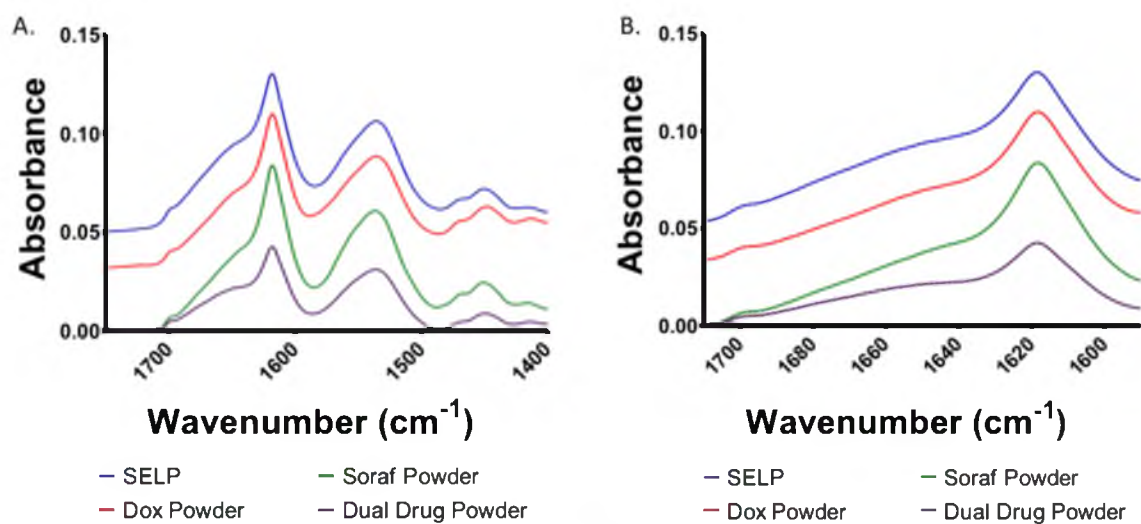 A.
Absorbance
0.15
0.10
0.05
0.00
1700
1600
1500
1400
Wavenumber (cm⁻¹)
SELP
Soraf Powder
Dox Powder
Dual Drug Powder
B.
Absorbance
0.15
0.10
0.05
0.00
1700
1680
1660
1640
1620
1600
Wavenumber (cm⁻¹)
SELP
Soraf Powder
Dox Powder
Dual Drug Powder